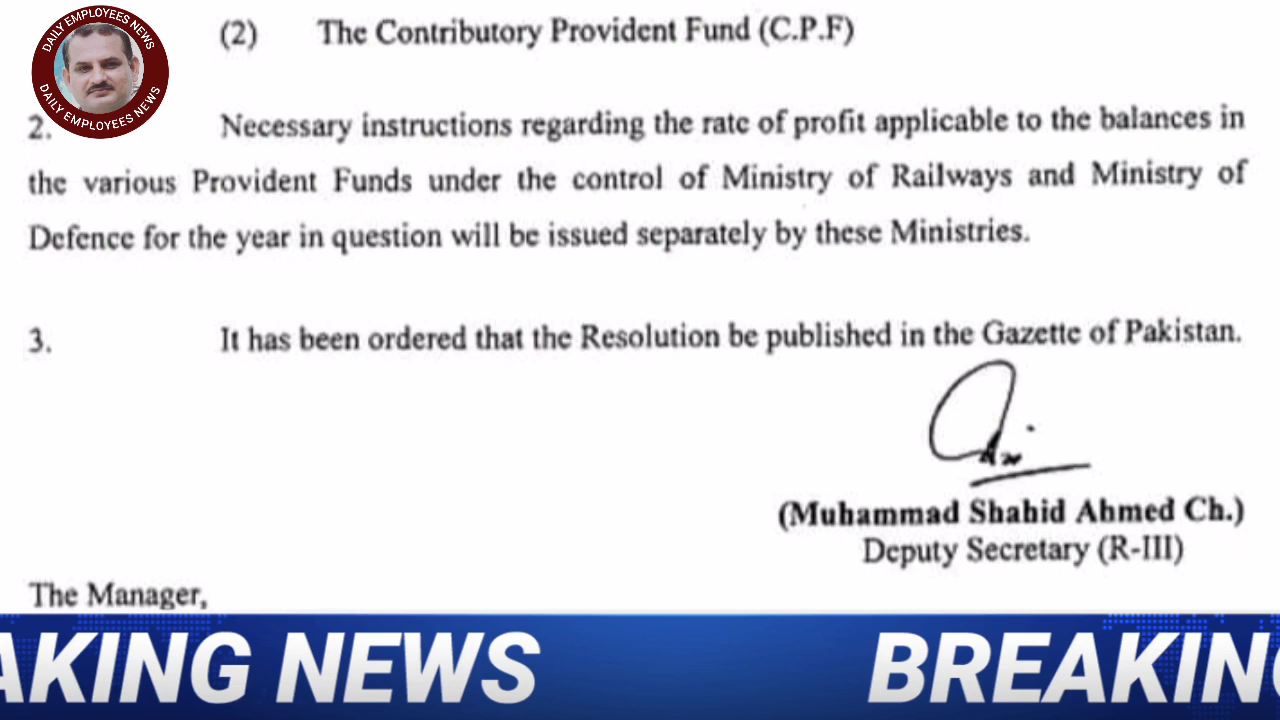 DAILY EMPLOYEES NEWS
DAILY EMPLOYEES NEWS
(2) The Contributory Provident Fund (C.P.F)
2. Necessary instructions regarding the rate of profit applicable to the balances in
the various Provident Funds under the control of Ministry of Railways and Ministry of
Defence for the year in question will be issued separately by these Ministries.
3. It has been ordered that the Resolution be published in the Gazette of Pakistan.
(Muhammad Shahid Ahmed Ch.)
Deputy Secretary (R-III)
The Manager,
AKING NEWS BREAKING